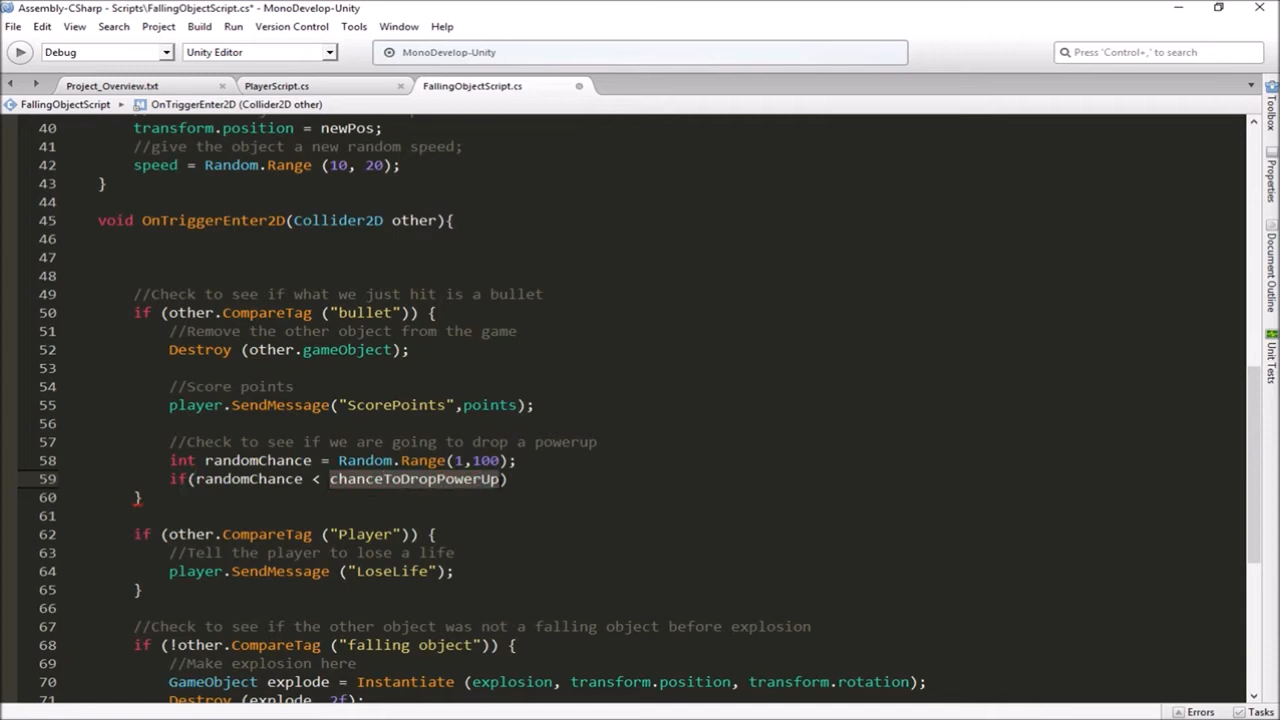 Assembly-CSharp - Scripts\FallingObjectScript.cs* - MonoDevelop-Unity
File Edit View Search Project Build Run Version Control Tools Window Help
Debug Unity Editor MonoDevelop-Unity Press 'Control+,' to search
Project_Overview.txt PlayerScript.cs FallingObjectScript.cs
FallingObjectScript OnTriggerEnter2D (Collider2D other)
40 transform.position = newPos;
41 //give the object a new random speed;
42 speed = Random.Range (10, 20);
43 }
44
45 void OnTriggerEnter2D(Collider2D other){
46
47
48
49 //Check to see if what we just hit is a bullet
50 if (other.CompareTag ("bullet")) {
51 //Remove the other object from the game
52 Destroy (other.gameObject);
53
54 //Score points
55 player.SendMessage("ScorePoints",points);
56
57 //Check to see if we are going to drop a powerup
58 int randomChance = Random.Range(1,100);
59 if(randomChance < chanceToDropPowerUp)
60 }
61
62 if (other.CompareTag ("Player")) {
63 //Tell the player to lose a life
64 player.SendMessage ("LoseLife");
65 }
66
67 //Check to see if the other object was not a falling object before explosion
68 if (!other.CompareTag ("falling object")) {
69 //Make explosion here
70 GameObject explode = Instantiate (explosion, transform.position, transform.rotation);
71 Destroy (explode, 2f);
Toolbox
Properties
Document Outline
Unit Tests
Errors Tasks